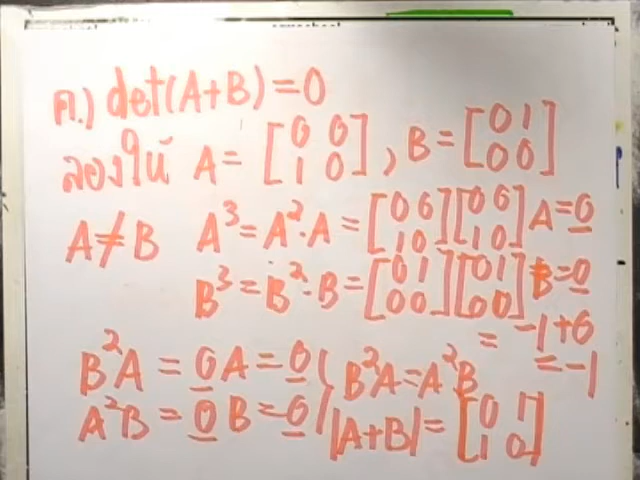 ค.) det(A+B)=0
ลองให้ A = [0 0 1 0], B = [0 1 0 0]
A≠B A³ = A²·A = [0 0 1 0][0 0 1 0] A = 0
B³ = B²·B = [0 1 0 0][0 1 0 0] B = 0
B²A = 0A = 0 ( B²A = A²B
A²B = 0B = 0 ( |A+B| = [0 1 1 0]
= -1+0
= -1